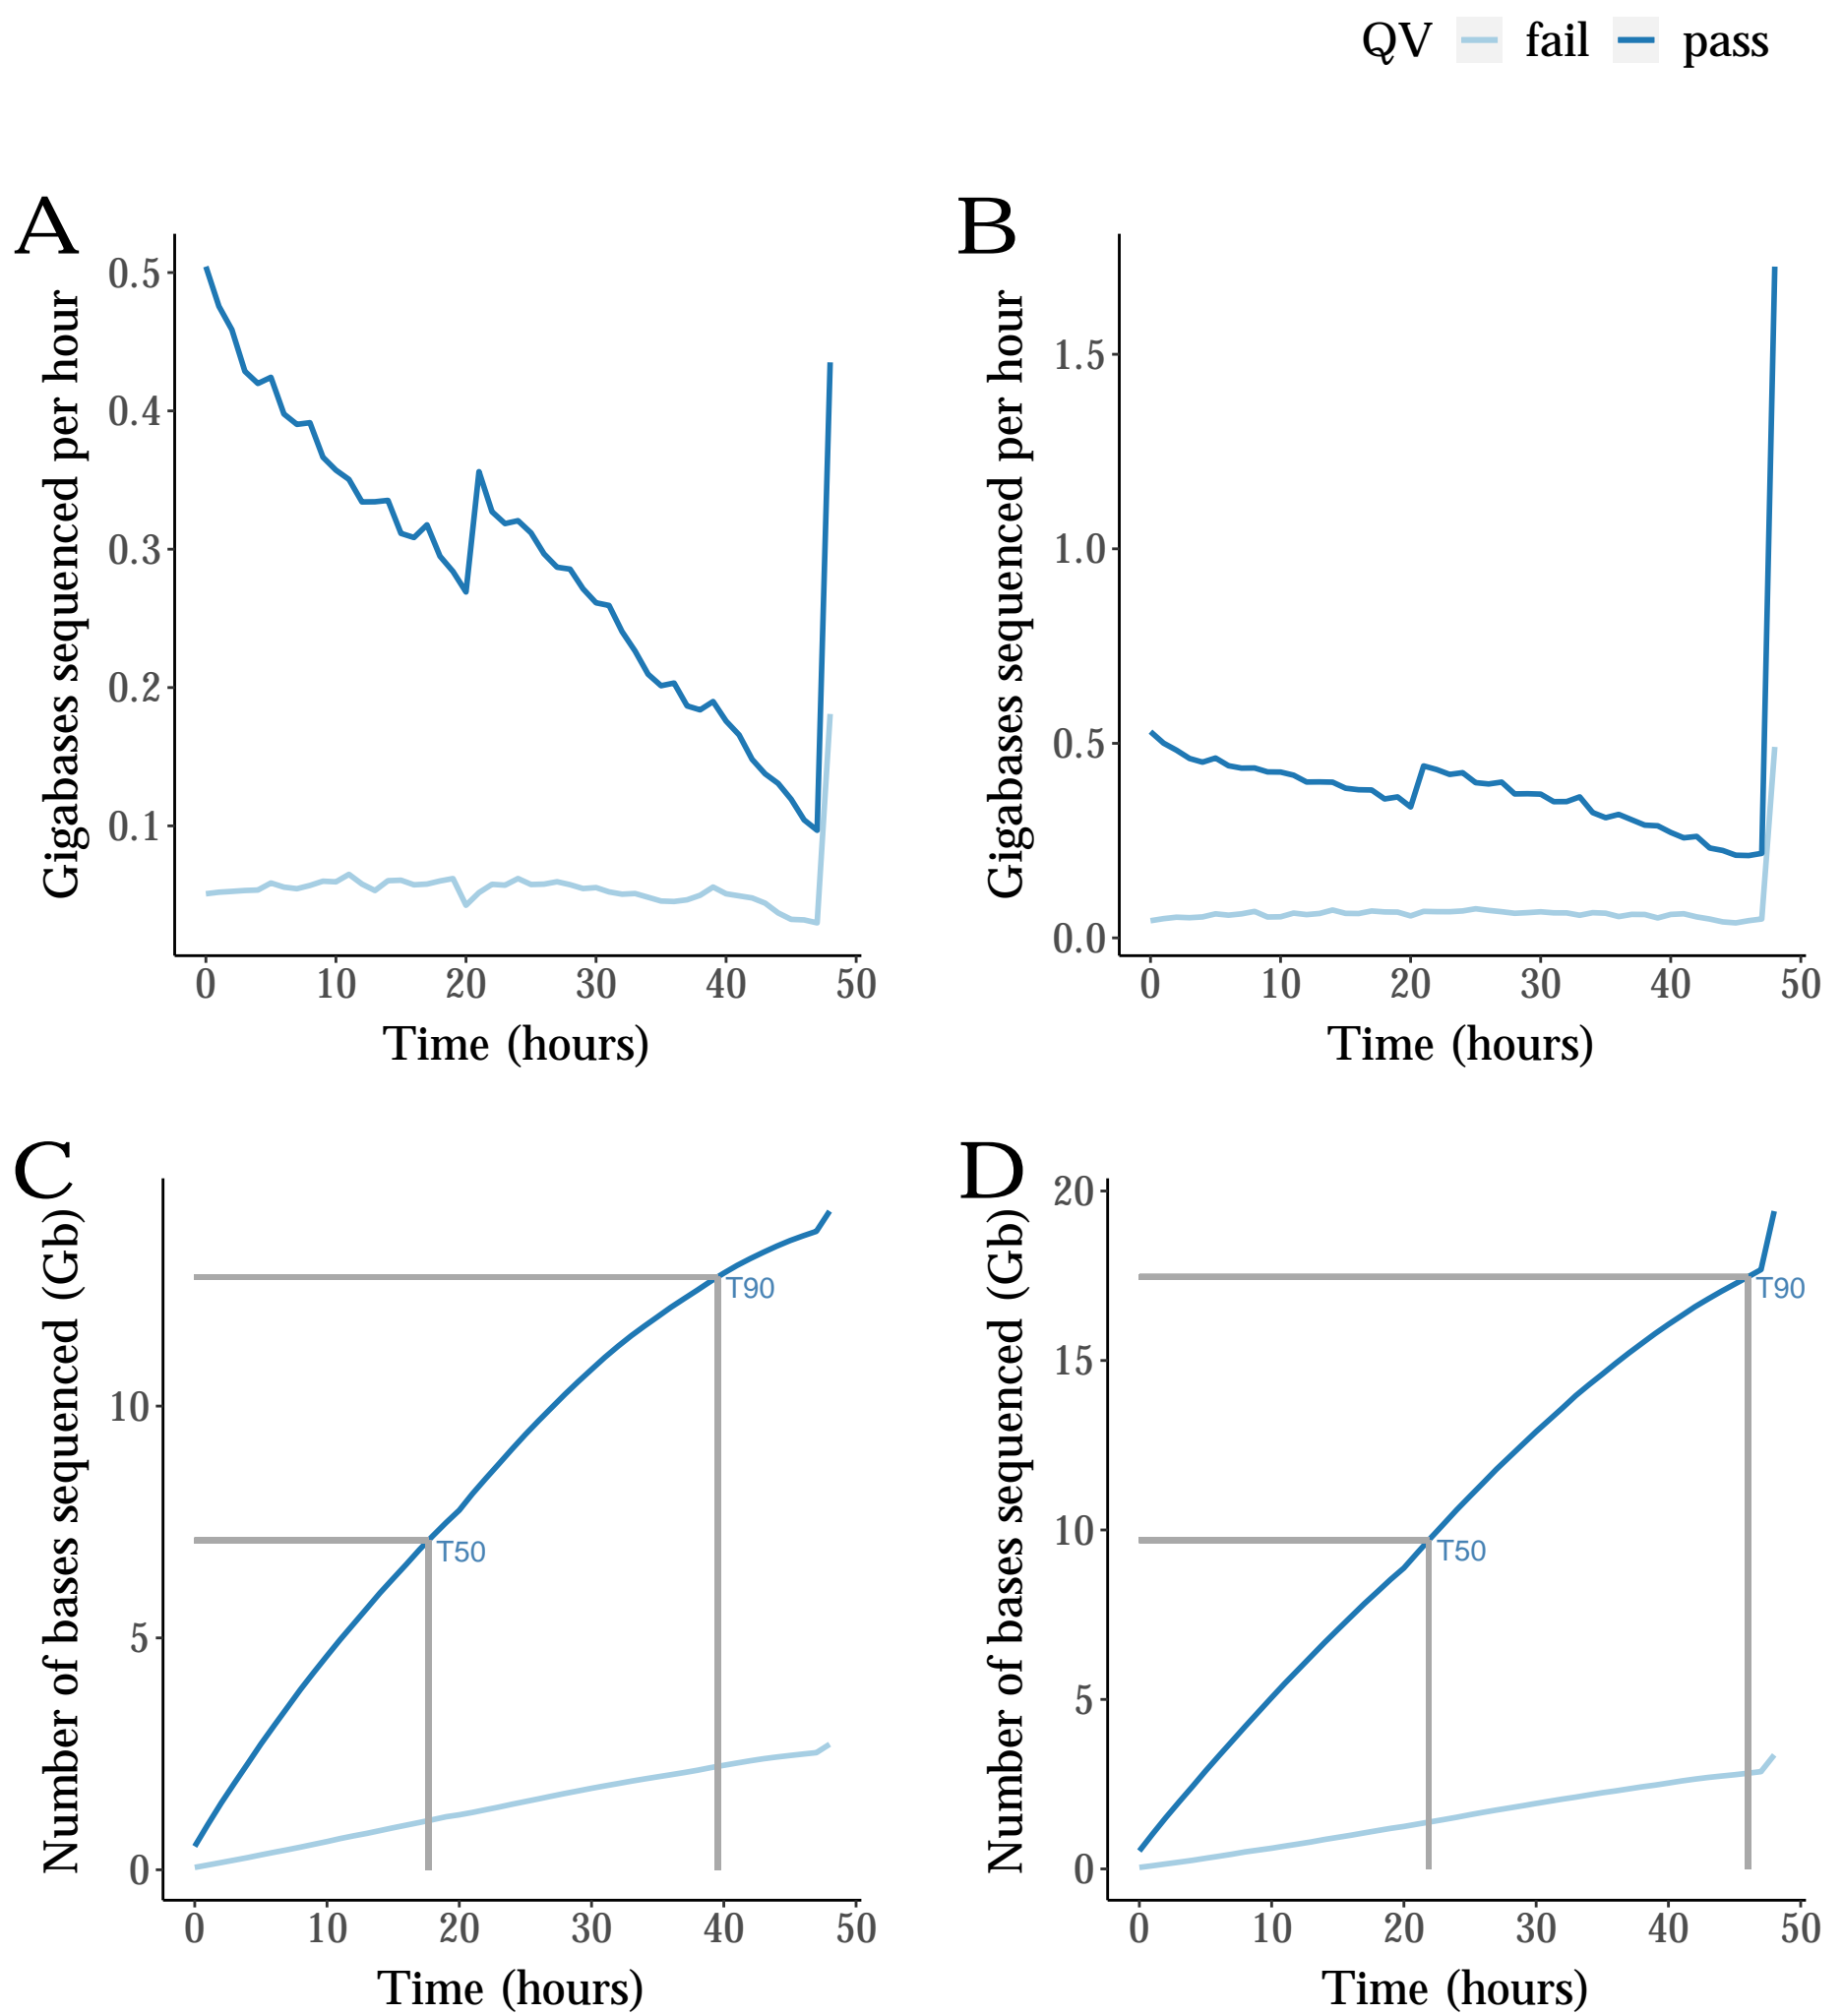 QV fail pass
A
Gigabases sequenced per hour
0.5
0.4
0.3
0.2
0.1
0 10 20 30 40 50
Time (hours)
B
Gigabases sequenced per hour
1.5
1.0
0.5
0.0
0 10 20 30 40 50
Time (hours)
C
Number of bases sequenced (Gb)
10
5
0
T90
T50
0 10 20 30 40 50
Time (hours)
D
Number of bases sequenced (Gb)
20
15
10
5
0
T90
T50
0 10 20 30 40 50
Time (hours)